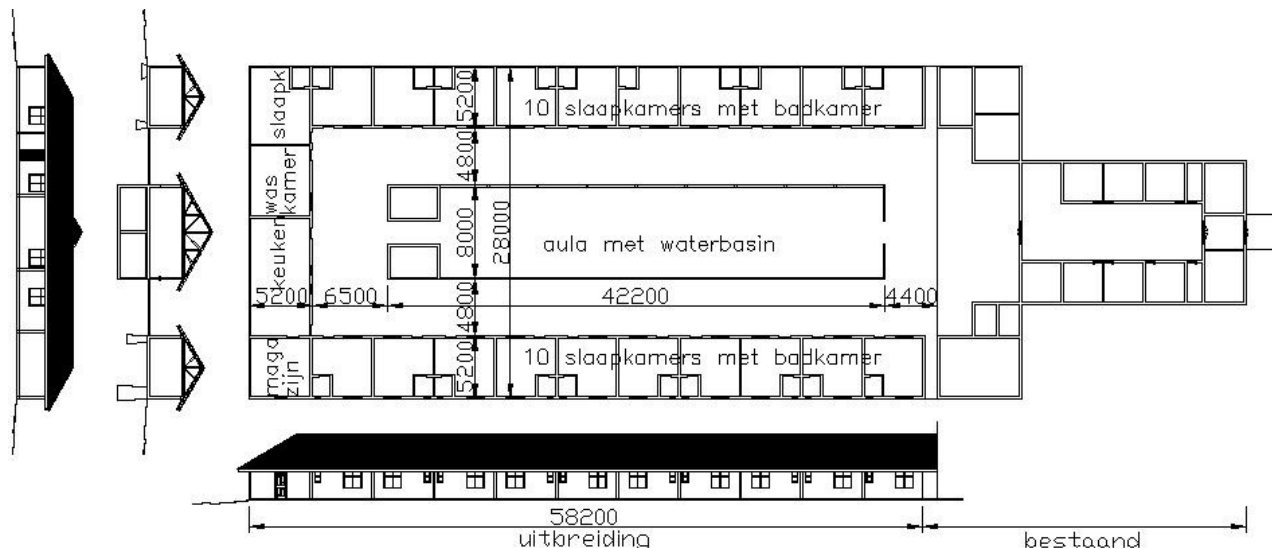 slaapk
5200
10 slaapkamers met badkamer
4800
was
kamer
8000
28000
keuken
aula met waterbasin
5200
6500
42200
4400
4800
maga
zijn
5200
10 slaapkamers met badkamer
58200
uitbreiding
bestaand